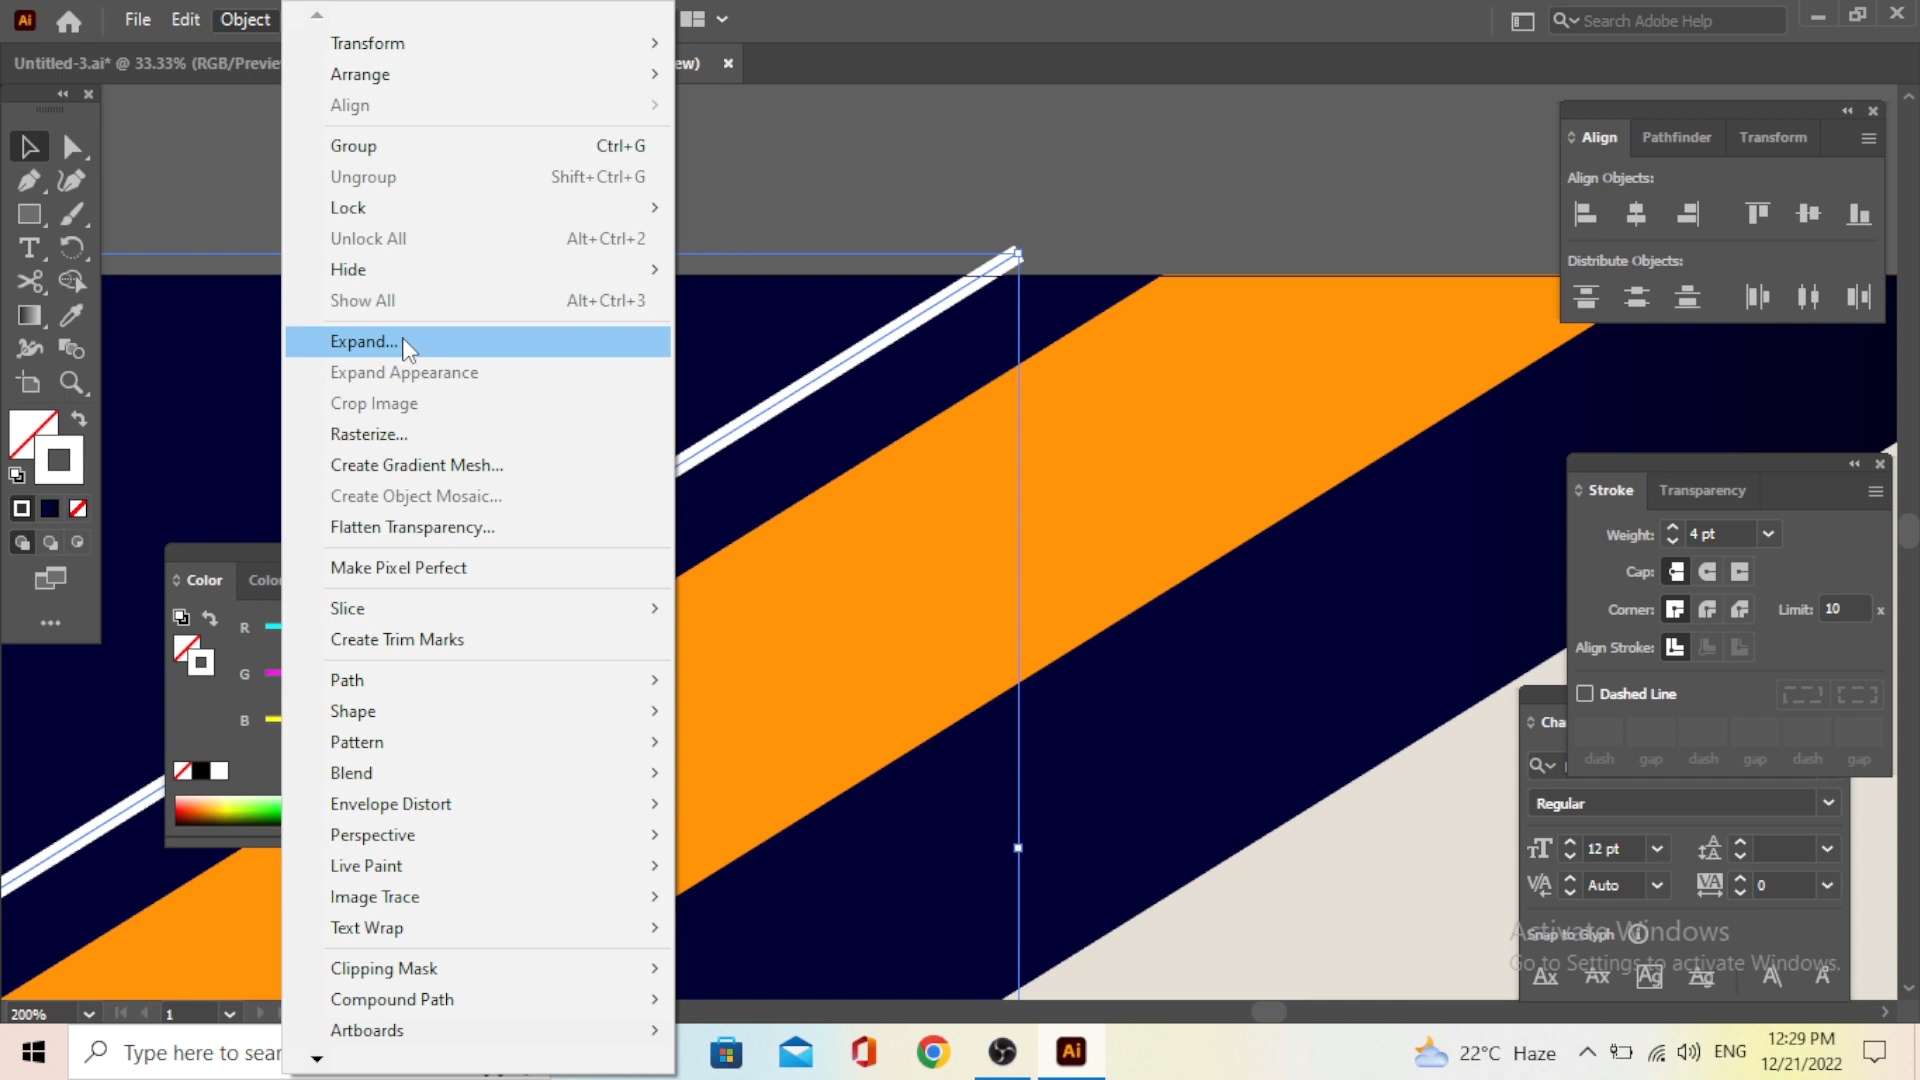 Ai File Edit Object Search Adobe Help
Untitled-3.ai* @ 33.33% (RGB/Previe ew)
Transform
Arrange
Align
Group Ctrl+G
Ungroup Shift+Ctrl+G
Lock
Unlock All Alt+Ctrl+2
Hide
Show All Alt+Ctrl+3
Expand...
Expand Appearance
Crop Image
Rasterize...
Create Gradient Mesh...
Create Object Mosaic...
Flatten Transparency...
Make Pixel Perfect
Slice
Create Trim Marks
Path
Shape
Pattern
Blend
Envelope Distort
Perspective
Live Paint
Image Trace
Text Wrap
Clipping Mask
Compound Path
Artboards
Color Colo
R
G
B
Align Pathfinder Transform
Align Objects:
Distribute Objects:
Stroke Transparency
Weight: 4 pt
Cap:
Corner: Limit: 10 x
Align Stroke:
Dashed Line
dash gap dash gap dash gap
Cha
Regular
12 pt
Auto 0
Snap to Glyph
Activate Windows
Go to Settings to activate Windows.
200% 1
Type here to sear
Ai
22°C Haze ENG 12:29 PM
12/21/2022